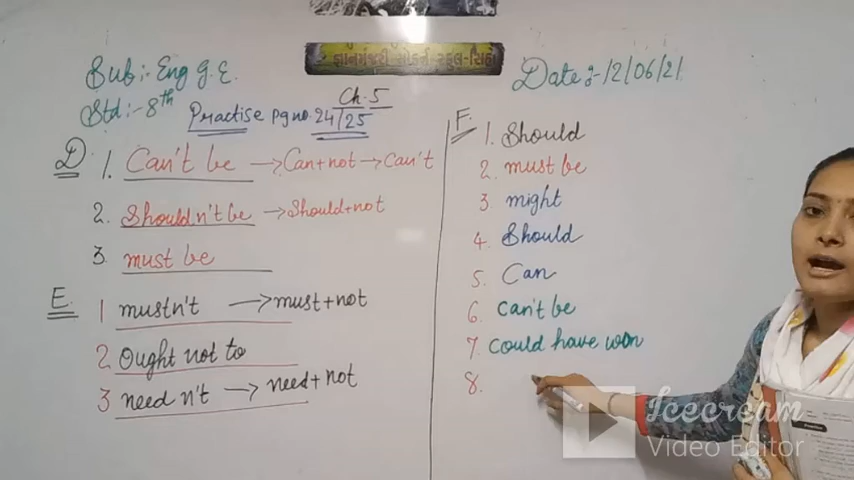 જ્ઞાનમંજરી મોડર્ન સ્કુલ-સિહોર
Sub:- Eng G.E.
Date:-12/06/21
Std:- 8th
Ch.5
Practise pg no. 24/25
D. 1. Can't be → Can+not → Can't
2. Shouldn't be → Should+not
3. must be
E. 1 mustn't → must+not
2 Ought not to
3 need n't → need+not
F. 1. Should
2. must be
3. might
4. Should
5. Can
6. can't be
7. could have won
8.
Icecream
Video Editor